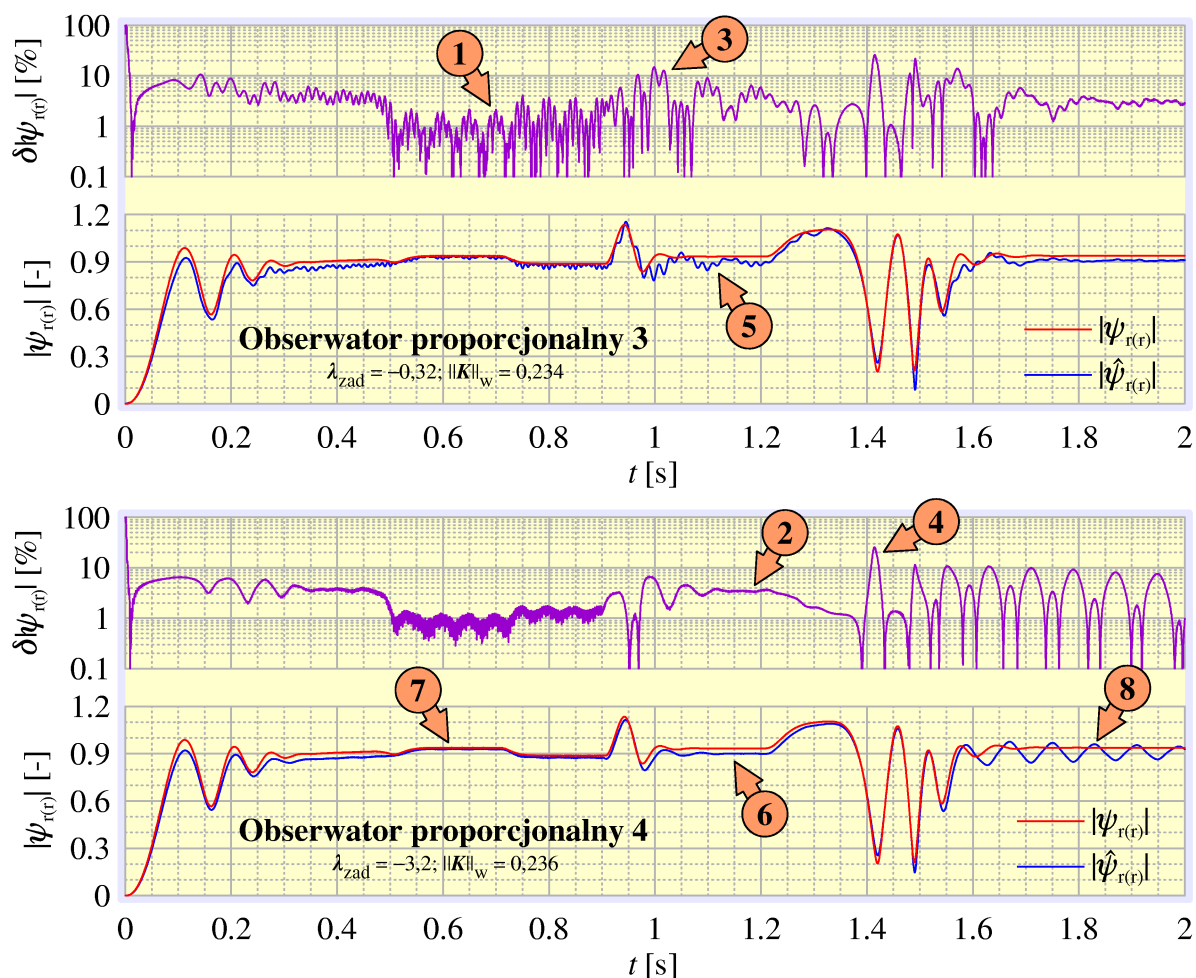 100
10
1
0.1
δ|ψr(r)| [%]
1
3
1.2
0.9
0.6
0.3
0
|ψr(r)| [-]
5
Obserwator proporcjonalny 3
λzad = −0,32; ||K||w = 0,234
|ψr(r)|
|ψ̂r(r)|
0 0.2 0.4 0.6 0.8 1 1.2 1.4 1.6 1.8 2
t [s]
100
10
1
0.1
δ|ψr(r)| [%]
2
4
1.2
0.9
0.6
0.3
0
|ψr(r)| [-]
7
8
6
Obserwator proporcjonalny 4
λzad = −3,2; ||K||w = 0,236
|ψr(r)|
|ψ̂r(r)|
0 0.2 0.4 0.6 0.8 1 1.2 1.4 1.6 1.8 2
t [s]